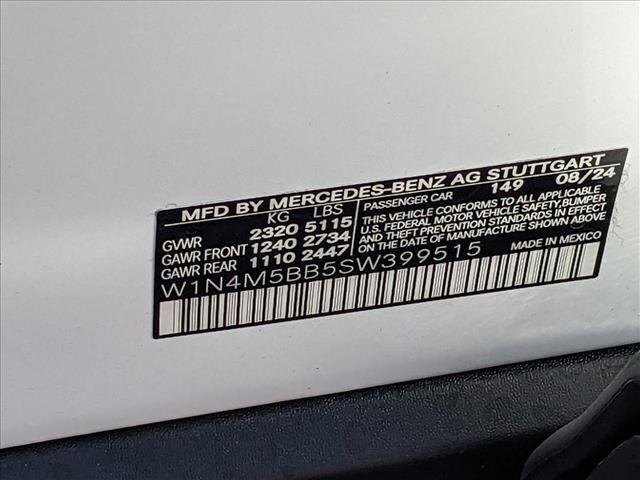 MFD BY MERCEDES-BENZ AG STUTTGART
KG LBS
GVWR 2320 5115
GAWR FRONT 1240 2734
GAWR REAR 1110 2447
PASSENGER CAR 149 08/24
THIS VEHICLE CONFORMS TO ALL APPLICABLE
U.S. FEDERAL MOTOR VEHICLE SAFETY,BUMPER
AND THEFT PREVENTION STANDARDS IN EFFECT
ON THE DATE OF MANUFACTURE SHOWN ABOVE
W1N4M5BB5SW399515
MADE IN MEXICO